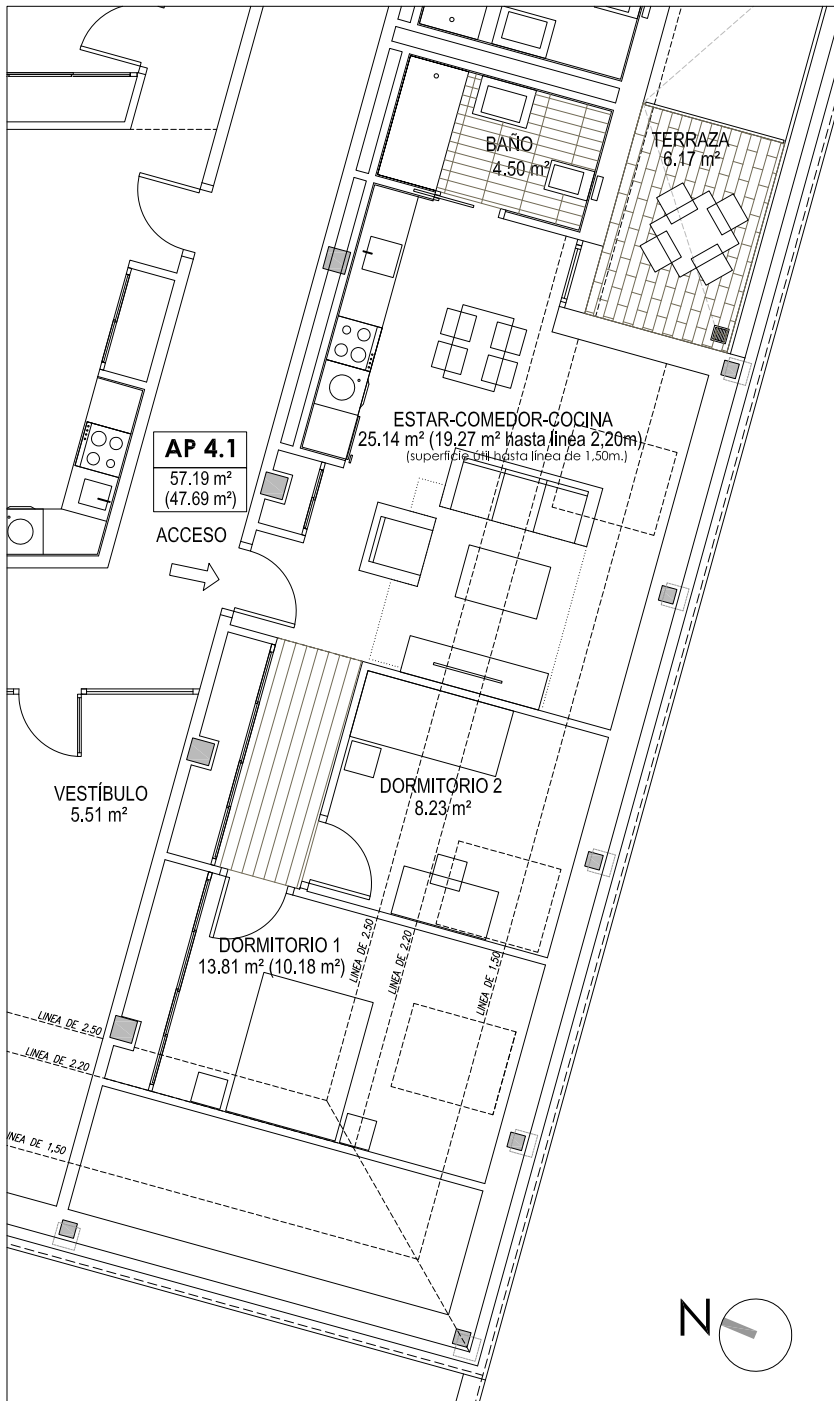 BAÑO
4.50 m²
TERRAZA
6.17 m²
ESTAR-COMEDOR-COCINA
25.14 m² (19.27 m² hasta línea 2,20m)
(superficie útil hasta línea de 1,50m.)
AP 4.1
57.19 m²
(47.69 m²)
ACCESO
VESTÍBULO
5.51 m²
DORMITORIO 2
8.23 m²
DORMITORIO 1
13.81 m² (10.18 m²)
LINEA DE 2.50
LINEA DE 2.20
LINEA DE 1,50
LINEA DE 2.50
LINEA DE 2.20
INEA DE 1,50
N